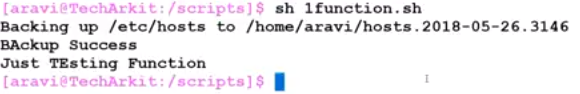 [aravi@TechArkit:/scripts]$ sh 1function.sh
Backing up /etc/hosts to /home/aravi/hosts.2018-05-26.3146
BAckup Success
Just TEsting Function
[aravi@TechArkit:/scripts]$